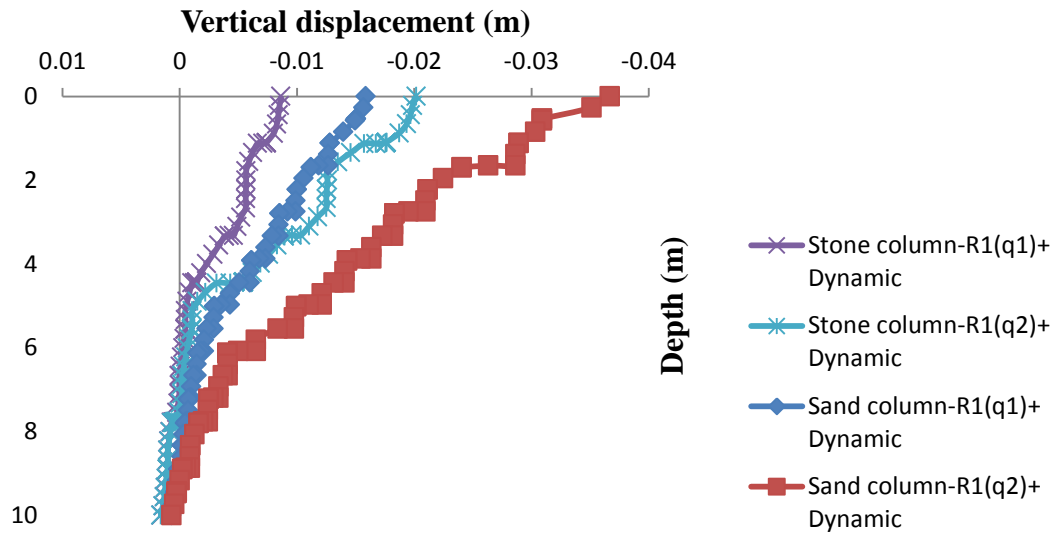 Vertical displacement (m)
0.01 0 -0.01 -0.02 -0.03 -0.04
0
2
4
6
8
10
Depth (m)
Stone column-R1(q1)+
Dynamic
Stone column-R1(q2)+
Dynamic
Sand column-R1(q1)+
Dynamic
Sand column-R1(q2)+
Dynamic